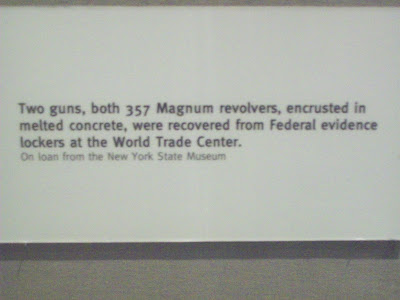 Two guns, both 357 Magnum revolvers, encrusted in
melted concrete, were recovered from Federal evidence
lockers at the World Trade Center.
On loan from the New York State Museum